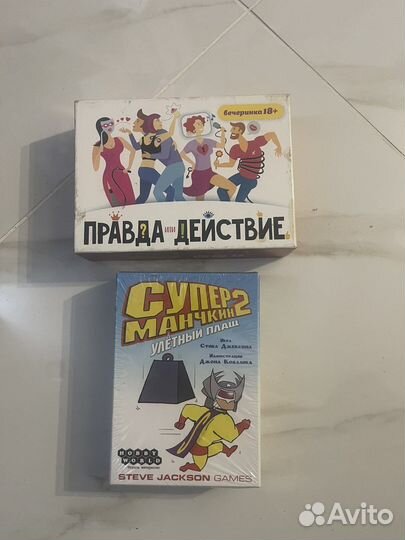 вечеринка 18+
ПРАВДА или ДЕЙСТВИЕ
СУПЕР
МАНЧКИН 2
УЛЁТНЫЙ ПЛАЩ
Игра
Стива Джексона
Иллюстрации
Джона Ковалика
HOBBY
WORLD
STEVE JACKSON GAMES
Avito